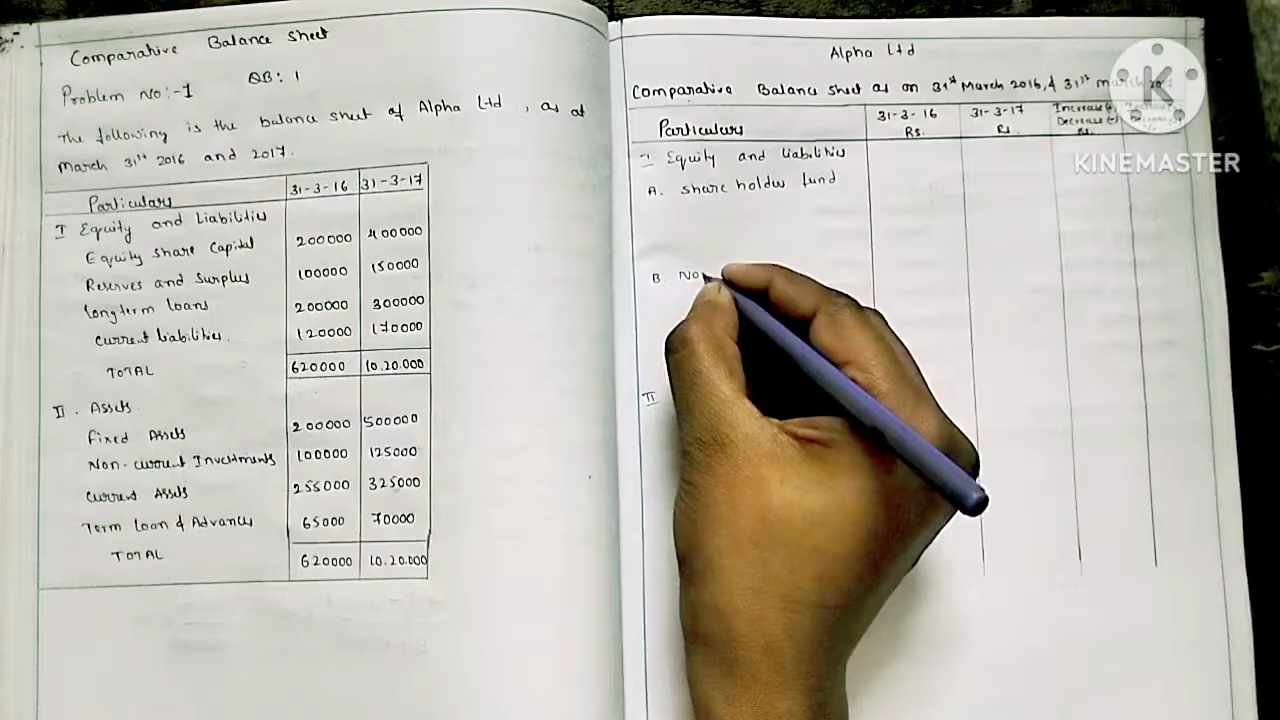 Comparative Balance Sheet
Problem No:-1 QB: 1
The following is the balance sheet of Alpha Ltd, as at
March 31st 2016 and 2017.
Particulars 31-3-16 31-3-17
I Equity and Liabilities
Equity share Capital 200000 400000
Reserves and Surplus 100000 150000
longterm loans 200000 300000
current liabilities. 120000 170000
TOTAL 620000 10.20.000
II. Assets.
Fixed Assets 200000 500000
Non-current Investments 100000 125000
Current Assets 255000 325000
Term loan & Advances 65000 70000
TOTAL 620000 10.20.000
Alpha Ltd
Comparative Balance sheet as on 31st March 2016, & 31st march
Particulars 31-3-16 Rs. 31-3-17 Rs. Increase(+) Decrease(-) Rs.
I Equity and liabilities
A. Share holder fund
B. No
II
K
KINEMASTER